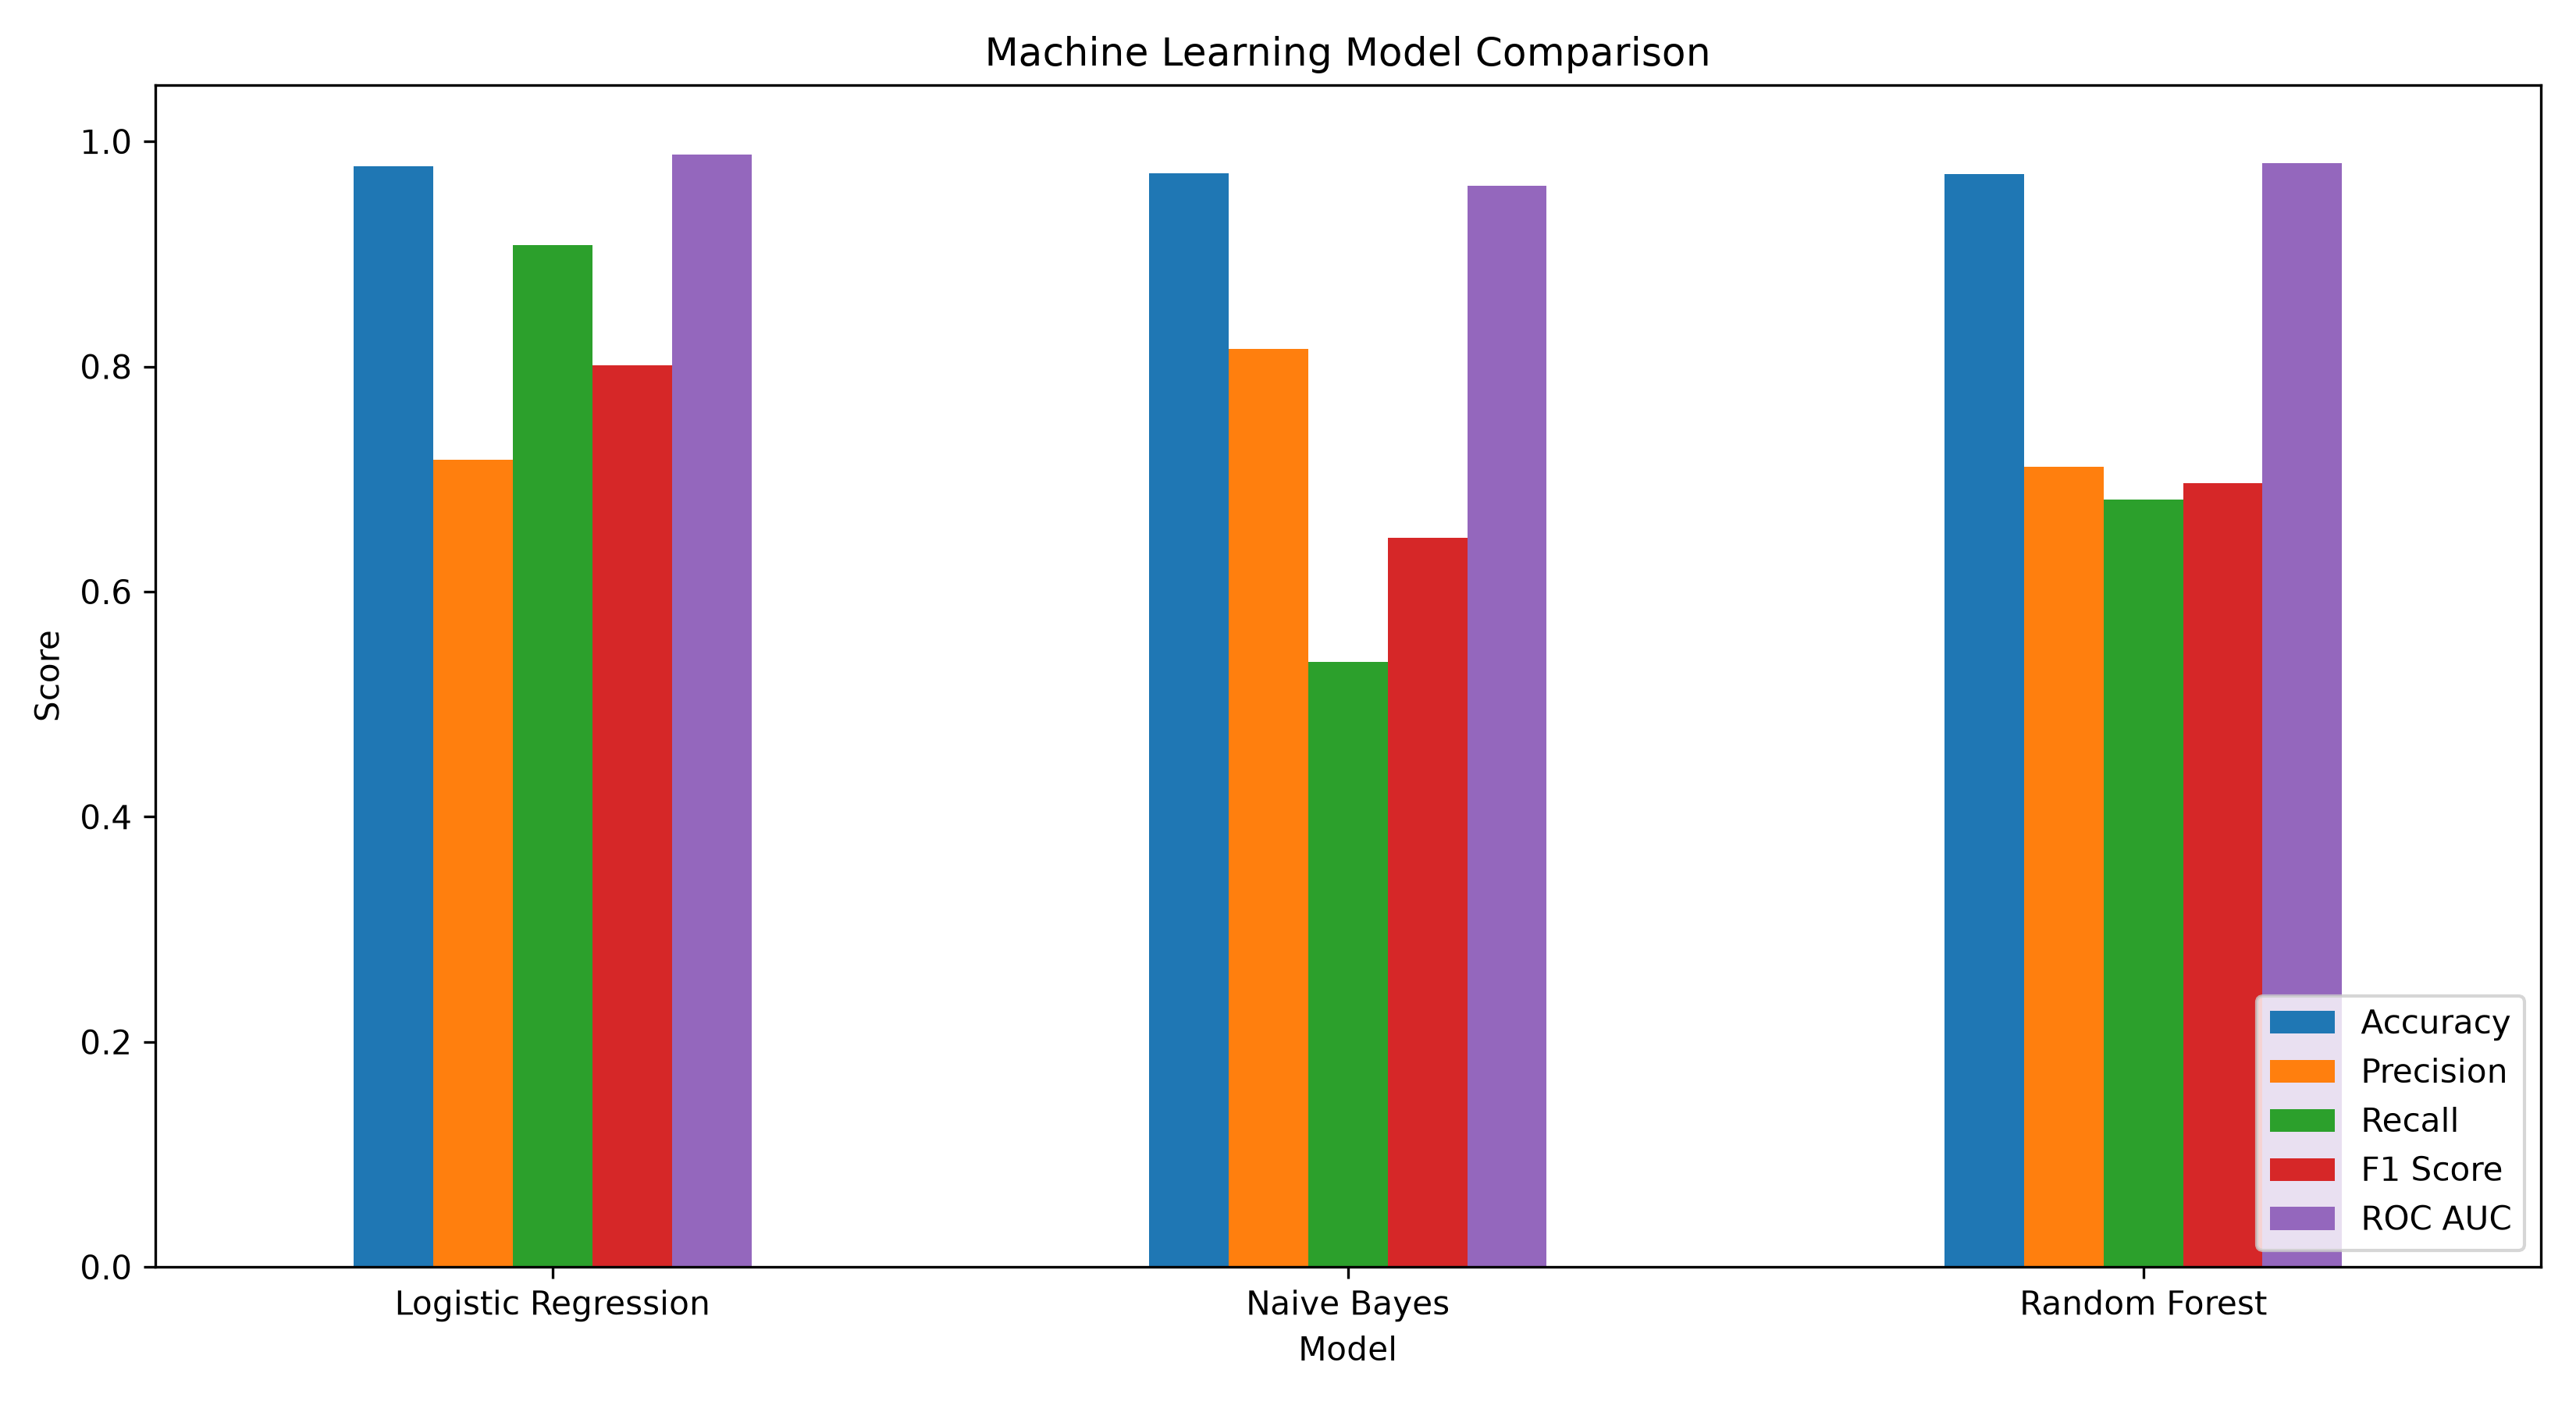 Machine Learning Model Comparison
1.0
0.8
0.6
0.4
0.2
0.0
Score
Logistic Regression
Naive Bayes
Random Forest
Model
Accuracy
Precision
Recall
F1 Score
ROC AUC